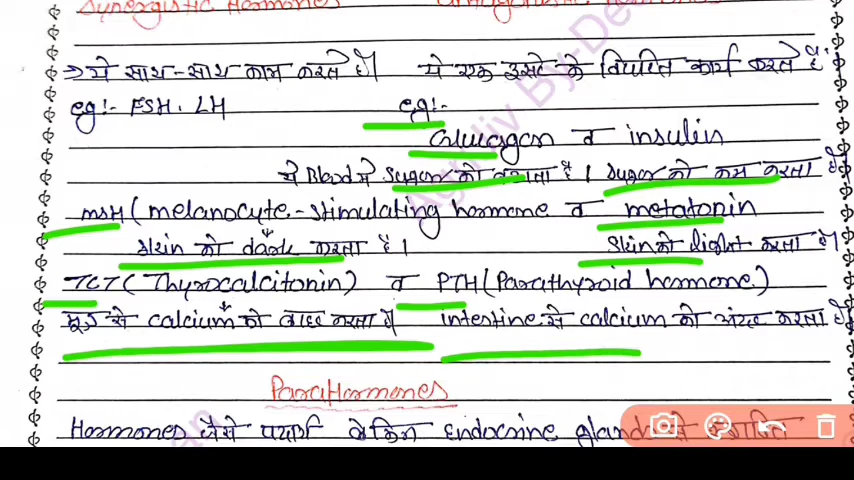 Synergistic Hormones
→ ये साथ-साथ काम करते हैं। ये एक उसटे के विपरित कार्य करते हैं
eg:- FSH, LH eg:-
Glucagon व insulin
ये Blood में Sugar को बढ़ाता है। Sugar को कम करता है
MSH (melanocyte-stimulating hormone व metatonin
Skin को dark करता है। Skin को light करता है।
TCT (Thyrocalcitonin) व PTH (Parathyroid hormone)
मूत्र से calcium को बाहर करता है intestine से calcium को अंदर करता है
ParaHormones
Hormones जैसे पदार्थ लेकिन endocrine gland से